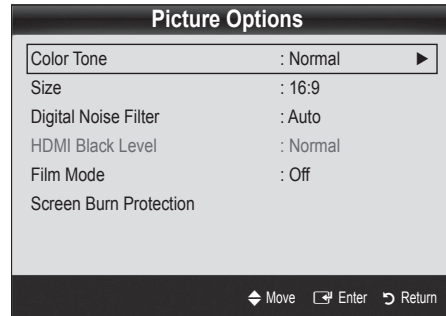 Picture Options
Color Tone : Normal ►
Size : 16:9
Digital Noise Filter : Auto
HDMI Black Level : Normal
Film Mode : Off
Screen Burn Protection
Move Enter Return